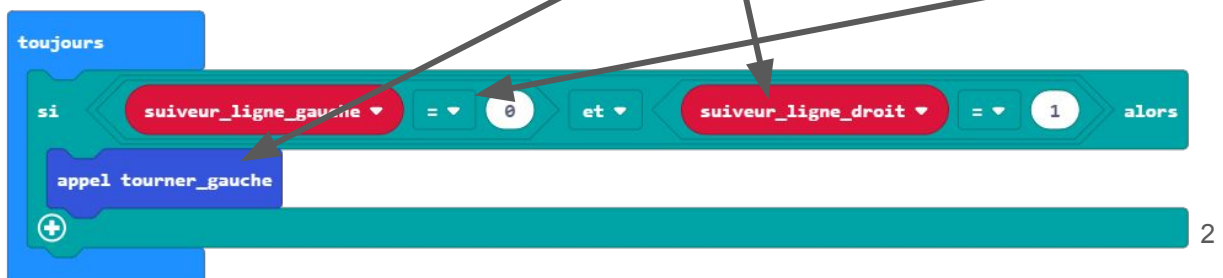 toujours
si suiveur_ligne_gauche = 0 et suiveur_ligne_droit = 1 alors
appel tourner_gauche
2